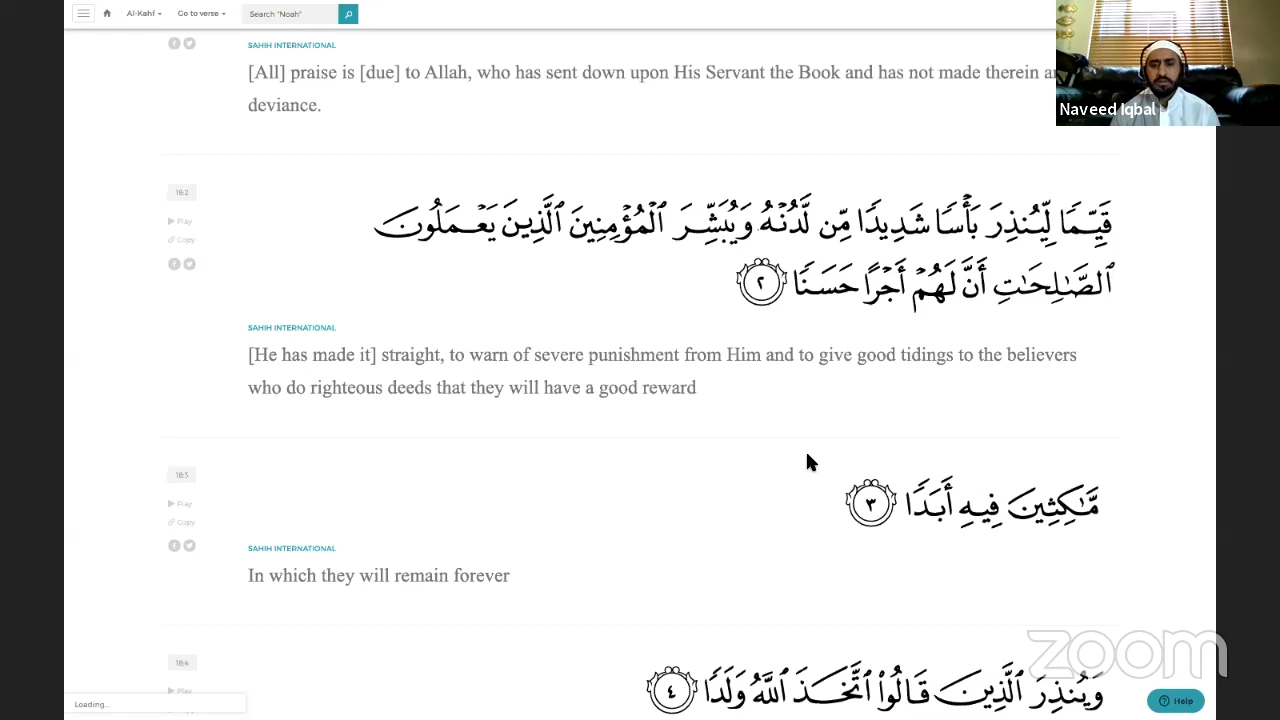 Al-Kahf
Go to verse
Search "Noah"
SAHIH INTERNATIONAL
[All] praise is [due] to Allah, who has sent down upon His Servant the Book and has not made therein
deviance.
Naveed Iqbal
18:2
Play
Copy
قَيِّمًا لِّيُنذِرَ بَأْسًا شَدِيدًا مِّن لَّدُنْهُ وَيُبَشِّرَ ٱلْمُؤْمِنِينَ ٱلَّذِينَ يَعْمَلُونَ
ٱلصَّـٰلِحَـٰتِ أَنَّ لَهُمْ أَجْرًا حَسَنًا ٢
SAHIH INTERNATIONAL
[He has made it] straight, to warn of severe punishment from Him and to give good tidings to the believers
who do righteous deeds that they will have a good reward
18:3
Play
Copy
مَّـٰكِثِينَ فِيهِ أَبَدًا ٣
SAHIH INTERNATIONAL
In which they will remain forever
18:4
Play
وَيُنذِرَ ٱلَّذِينَ قَالُوا۟ ٱتَّخَذَ ٱللَّهُ وَلَدًا ٤
Loading...
zoom
Help